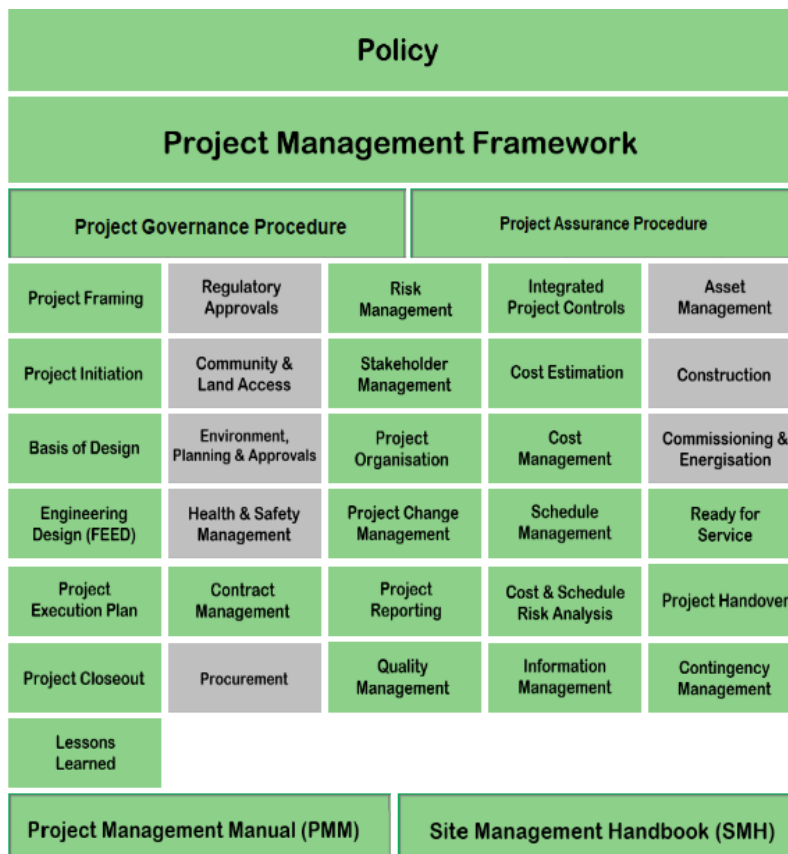 Policy
Project Management Framework
Project Governance Procedure
Project Assurance Procedure
Project Framing
Regulatory
Approvals
Risk
Management
Integrated
Project Controls
Asset
Management
Project Initiation
Community &
Land Access
Stakeholder
Management
Cost Estimation
Construction
Basis of Design
Environment,
Planning & Approvals
Project
Organisation
Cost
Management
Commissioning &
Energisation
Engineering
Design (FEED)
Health & Safety
Management
Project Change
Management
Schedule
Management
Ready for
Service
Project
Execution Plan
Contract
Management
Project
Reporting
Cost & Schedule
Risk Analysis
Project Handover
Project Closeout
Procurement
Quality
Management
Information
Management
Contingency
Management
Lessons
Learned
Project Management Manual (PMM)
Site Management Handbook (SMH)